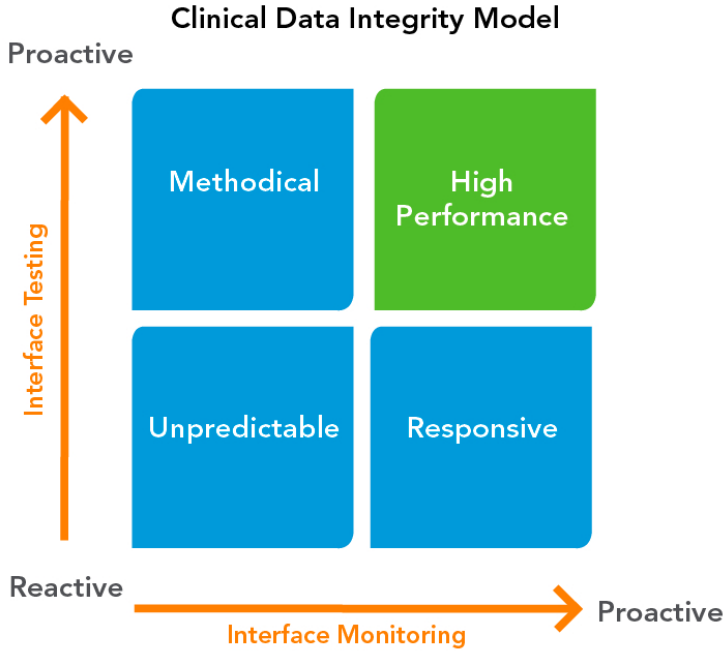 Clinical Data Integrity Model
Proactive
Methodical
High
Performance
Interface Testing
Unpredictable
Responsive
Reactive
Interface Monitoring
Proactive